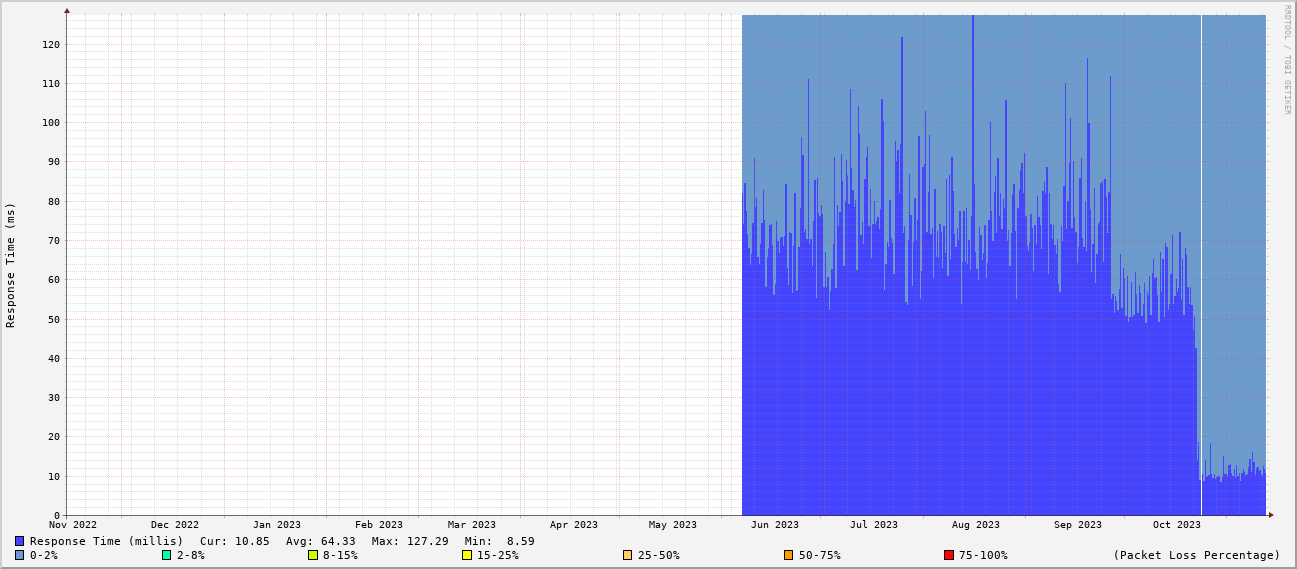 RRDTOOL / TOBI OETIKER
Response Time (ms)
120
110
100
90
80
70
60
50
40
30
20
10
0
Nov 2022 Dec 2022 Jan 2023 Feb 2023 Mar 2023 Apr 2023 May 2023 Jun 2023 Jul 2023 Aug 2023 Sep 2023 Oct 2023
Response Time (millis) Cur: 10.85 Avg: 64.33 Max: 127.29 Min: 8.59
0-2% 2-8% 8-15% 15-25% 25-50% 50-75% 75-100% (Packet Loss Percentage)